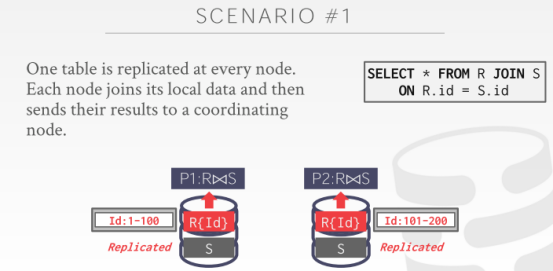 SCENARIO #1
One table is replicated at every node.
Each node joins its local data and then
sends their results to a coordinating
node.
SELECT * FROM R JOIN S
ON R.id = S.id
P1:R⋈S
P2:R⋈S
Id:1-100
R{Id}
R{Id}
Id:101-200
Replicated
S
S
Replicated